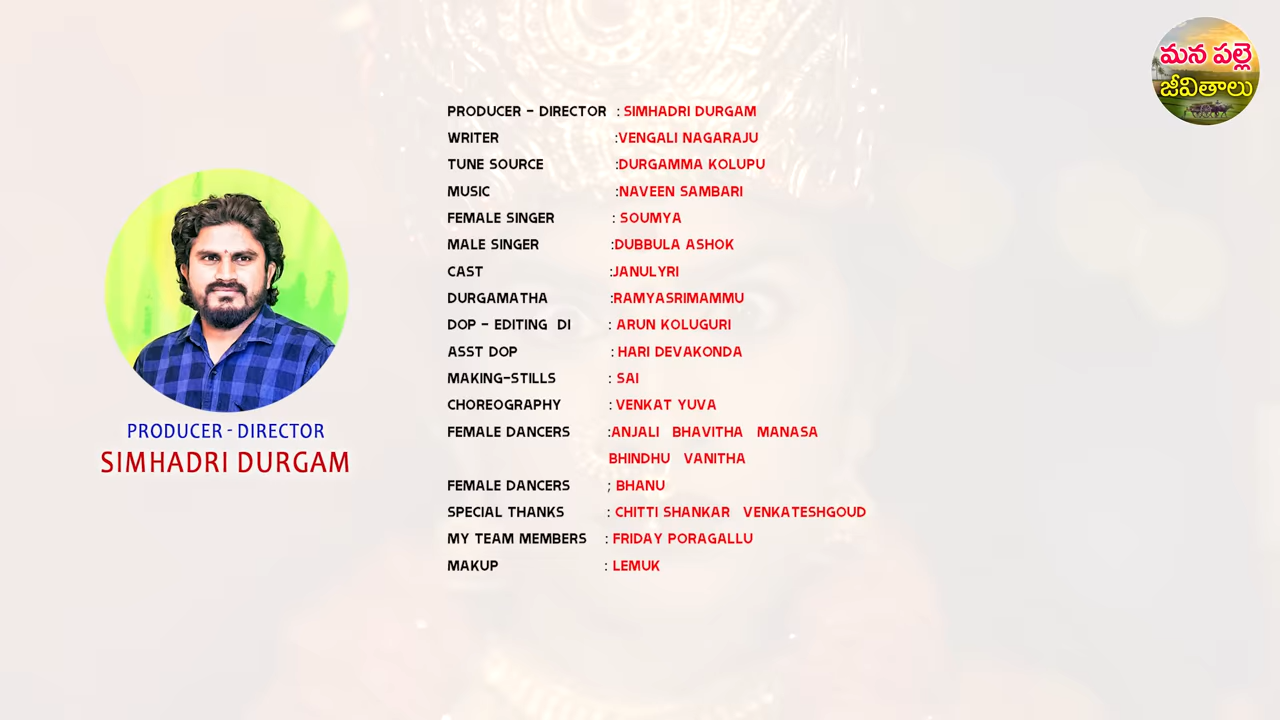 మన పల్లె
జీవితాలు
PRODUCER - DIRECTOR : SIMHADRI DURGAM
WRITER :VENGALI NAGARAJU
TUNE SOURCE :DURGAMMA KOLUPU
MUSIC :NAVEEN SAMBARI
FEMALE SINGER : SOUMYA
MALE SINGER :DUBBULA ASHOK
CAST :JANULYRI
DURGAMATHA :RAMYASRIMAMMU
DOP - EDITING DI : ARUN KOLUGURI
ASST DOP : HARI DEVAKONDA
MAKING-STILLS : SAI
CHOREOGRAPHY : VENKAT YUVA
FEMALE DANCERS :ANJALI BHAVITHA MANASA
BHINDHU VANITHA
FEMALE DANCERS ; BHANU
SPECIAL THANKS : CHITTI SHANKAR VENKATESHGOUD
MY TEAM MEMBERS : FRIDAY PORAGALLU
MAKUP : LEMUK
PRODUCER - DIRECTOR
SIMHADRI DURGAM